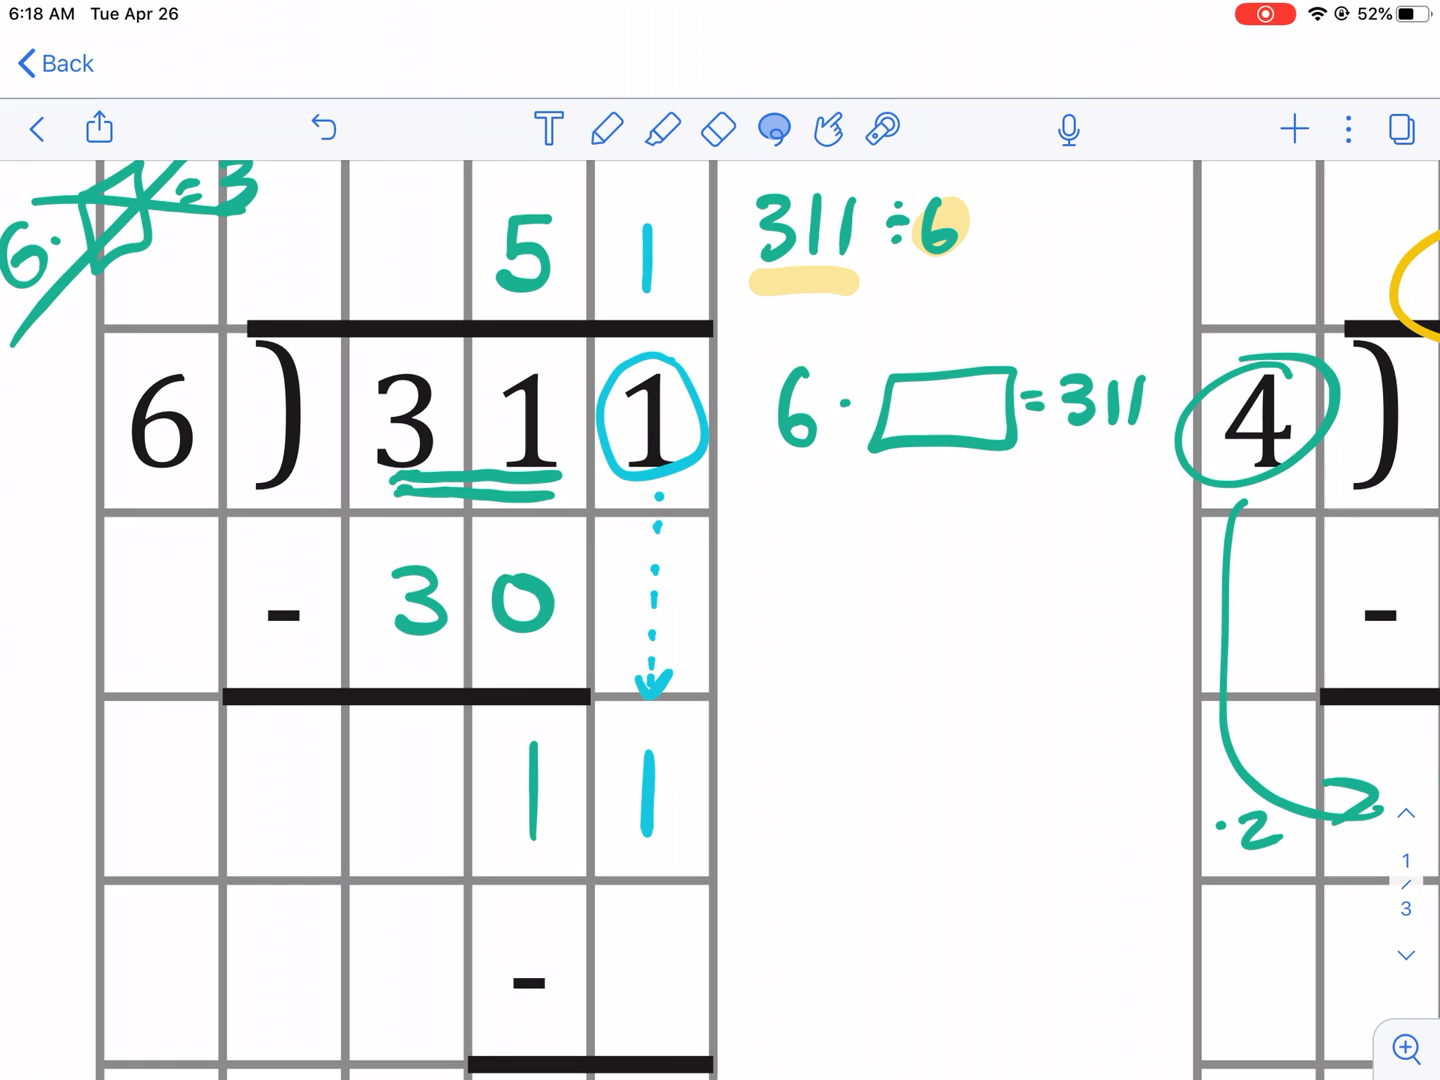 6:18 AM Tue Apr 26 52%
Back
T
6 · = 3
5 1
311 ÷ 6
6 ) 3 1 1
6 · = 311
4 )
- 3 0
-
1 1
· 2
1
/
3
-